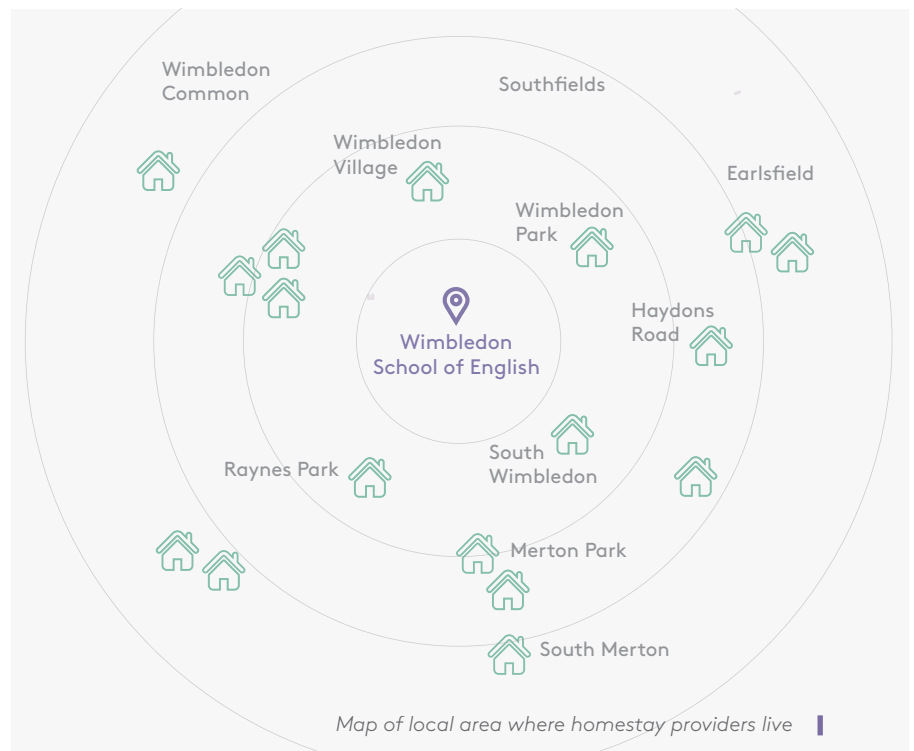 Wimbledon
Common
Southfields
Wimbledon
Village
Earlsfield
Wimbledon
Park
Haydons
Road
Wimbledon
School of English
South
Wimbledon
Raynes Park
Merton Park
South Merton
Map of local area where homestay providers live